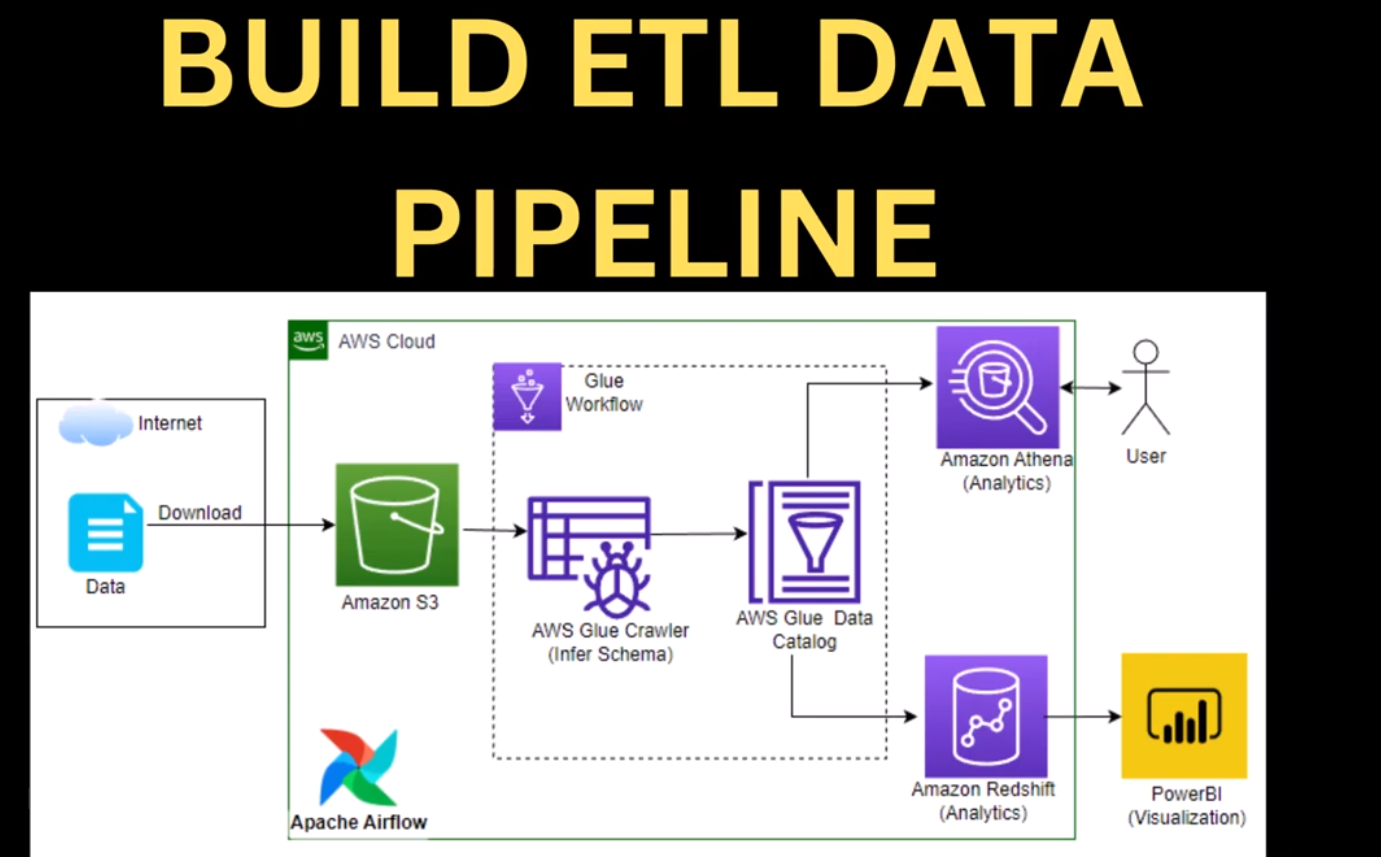 BUILD ETL DATA
PIPELINE
aws
AWS Cloud
Internet
Download
Data
Amazon S3
Glue
Workflow
AWS Glue Crawler
(Infer Schema)
AWS Glue Data
Catalog
Amazon Athena
(Analytics)
User
Amazon Redshift
(Analytics)
PowerBI
(Visualization)
Apache Airflow